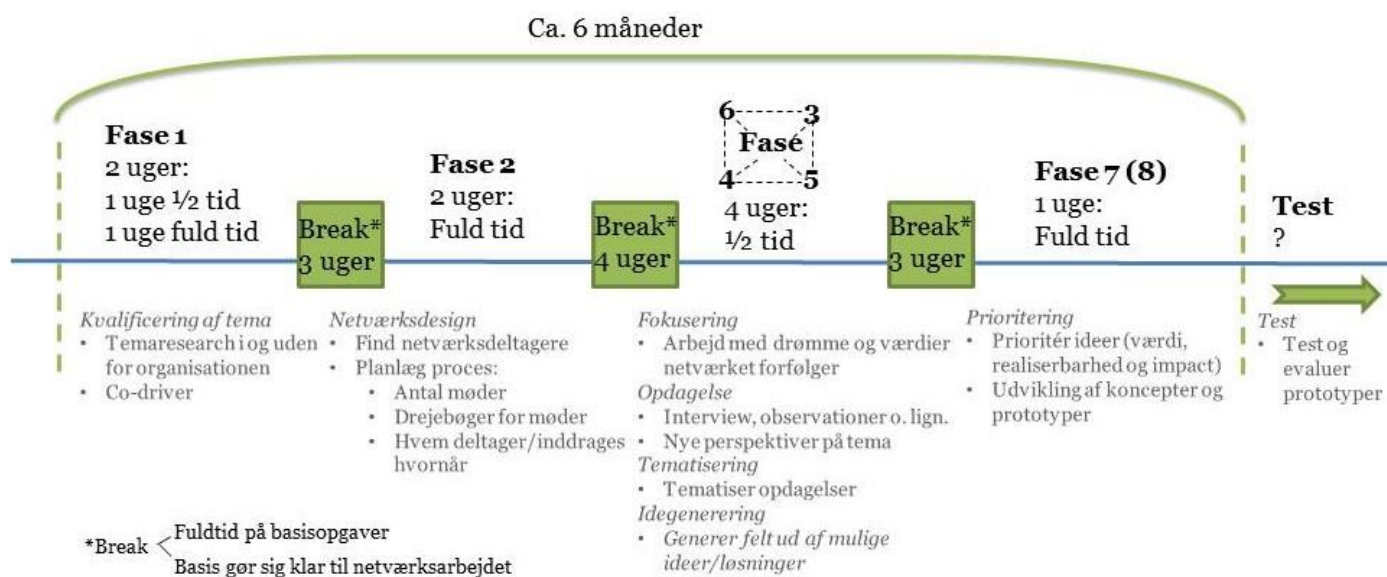 Ca. 6 måneder
Fase 1
2 uger:
1 uge ½ tid
1 uge fuld tid
Break*
3 uger
Fase 2
2 uger:
Fuld tid
Break*
4 uger
6 3
Fasé
4 5
4 uger:
½ tid
Break*
3 uger
Fase 7 (8)
1 uge:
Fuld tid
Test
?
Kvalificering af tema
• Temaresearch i og uden
for organisationen
• Co-driver
Netværksdesign
• Find netværksdeltagere
• Planlæg proces:
• Antal møder
• Drejebøger for møder
• Hvem deltager/inddrages
hvornår
Fokusering
• Arbejd med drømme og værdier
netværket forfølger
Opdagelse
• Interview, observationer o. lign.
• Nye perspektiver på tema
Tematisering
• Tematiser opdagelser
Idegenerering
• Generer felt ud af mulige
ideer/løsninger
Prioritering
• Prioritér ideer (værdi,
realiserbarhed og impact)
• Udvikling af koncepter og
prototyper
Test
• Test og
evaluer
prototyper
*Break
Fuldtid på basisopgaver
Basis gør sig klar til netværksarbejdet